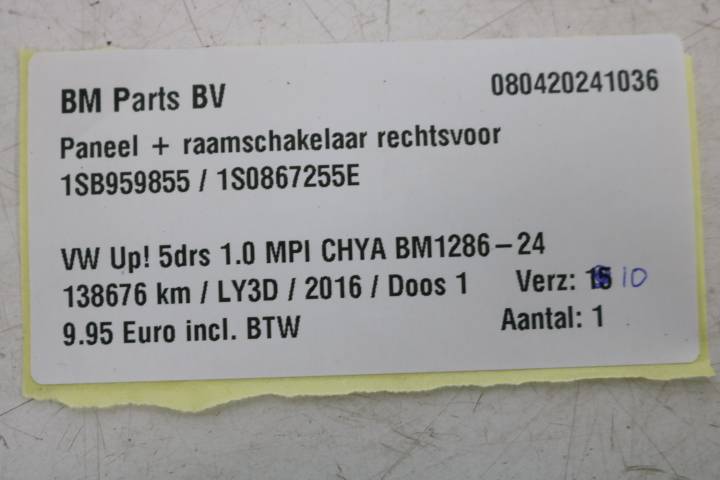 BM Parts BV 080420241036
Paneel + raamschakelaar rechtsvoor
1SB959855 / 1S0867255E
VW Up! 5drs 1.0 MPI CHYA BM1286-24
138676 km / LY3D / 2016 / Doos 1 Verz: 15 10
9.95 Euro incl. BTW Aantal: 1